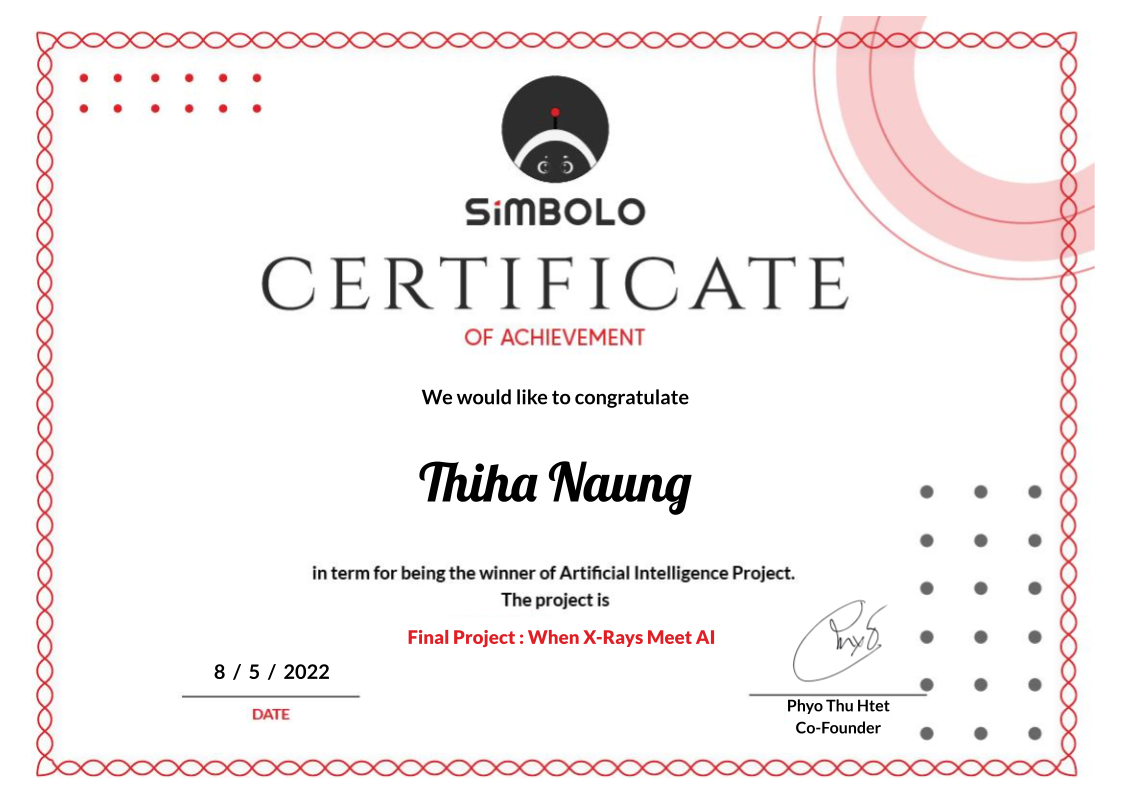 SiMBOLO
CERTIFICATE
OF ACHIEVEMENT
We would like to congratulate
Thiha Naung
in term for being the winner of Artificial Intelligence Project.
The project is
Final Project : When X-Rays Meet AI
8 / 5 / 2022
DATE
Phyo Thu Htet
Co-Founder